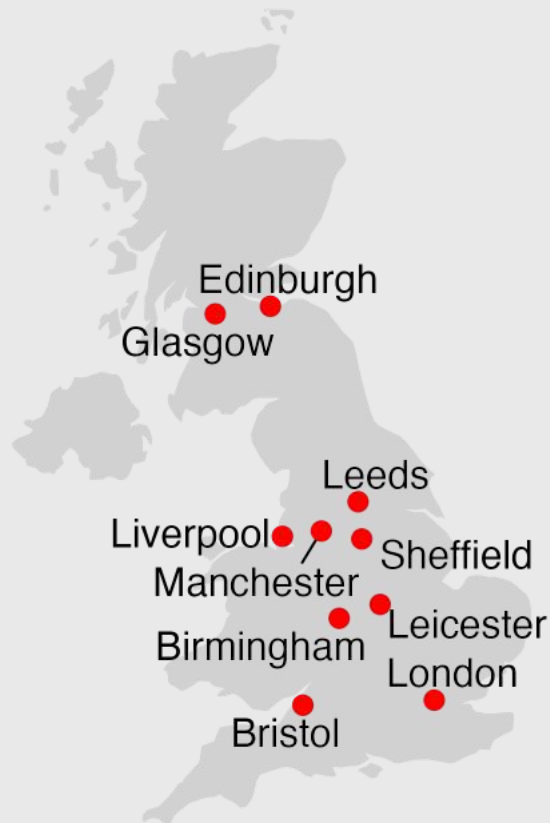 Edinburgh
Glasgow
Leeds
Liverpool
Sheffield
Manchester
Leicester
Birmingham
London
Bristol